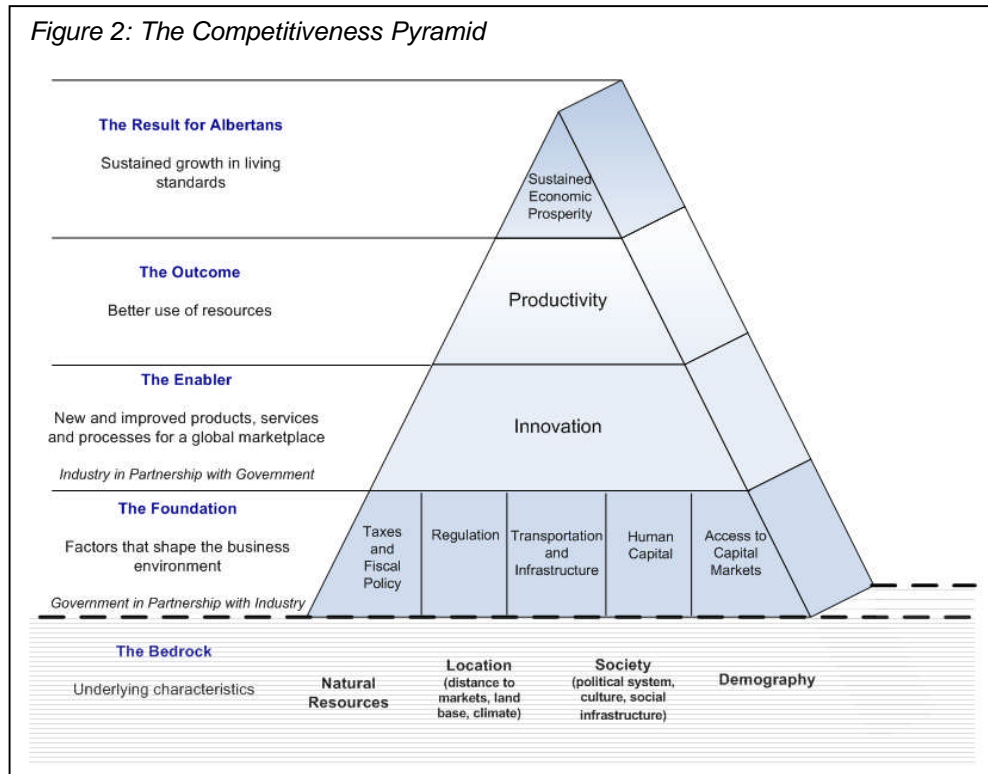 Figure 2: The Competitiveness Pyramid
The Result for Albertans
Sustained growth in living
standards
Sustained
Economic
Prosperity
The Outcome
Better use of resources
Productivity
The Enabler
New and improved products, services
and processes for a global marketplace
Industry in Partnership with Government
Innovation
The Foundation
Factors that shape the business
environment
Government in Partnership with Industry
Taxes
and
Fiscal
Policy
Regulation
Transportation
and
Infrastructure
Human
Capital
Access to
Capital
Markets
The Bedrock
Underlying characteristics
Natural
Resources
Location
(distance to
markets, land
base, climate)
Society
(political system,
culture, social
infrastructure)
Demography